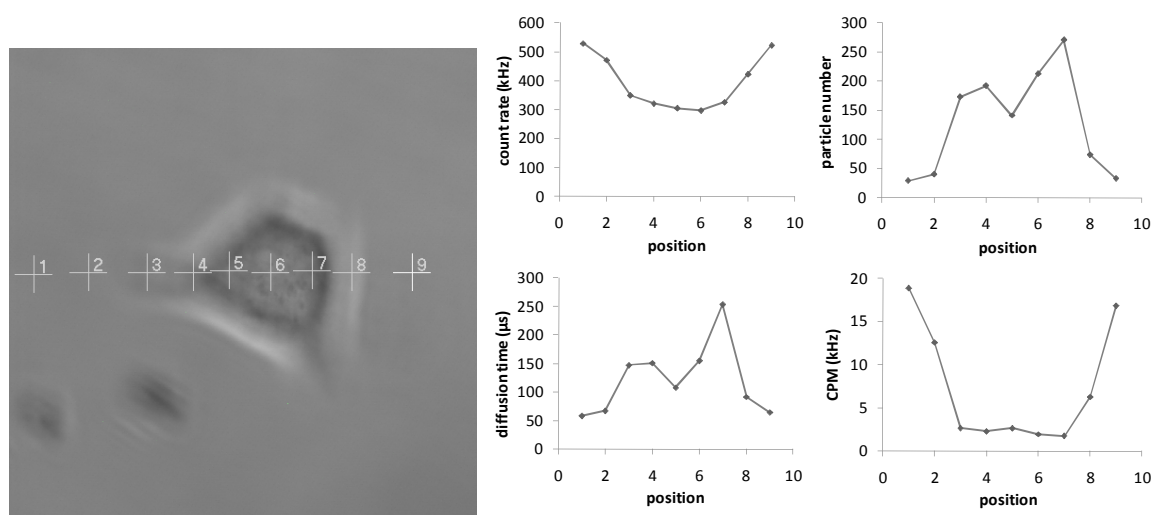 1 2 3 4 5 6 7 8 9
600
500
400
300
200
100
0
0 2 4 6 8 10
count rate (kHz)
position
300
250
200
150
100
50
0
0 2 4 6 8 10
particle number
position
300
250
200
150
100
50
0
0 2 4 6 8 10
diffusion time (µs)
position
20
15
10
5
0
0 2 4 6 8 10
CPM (kHz)
position